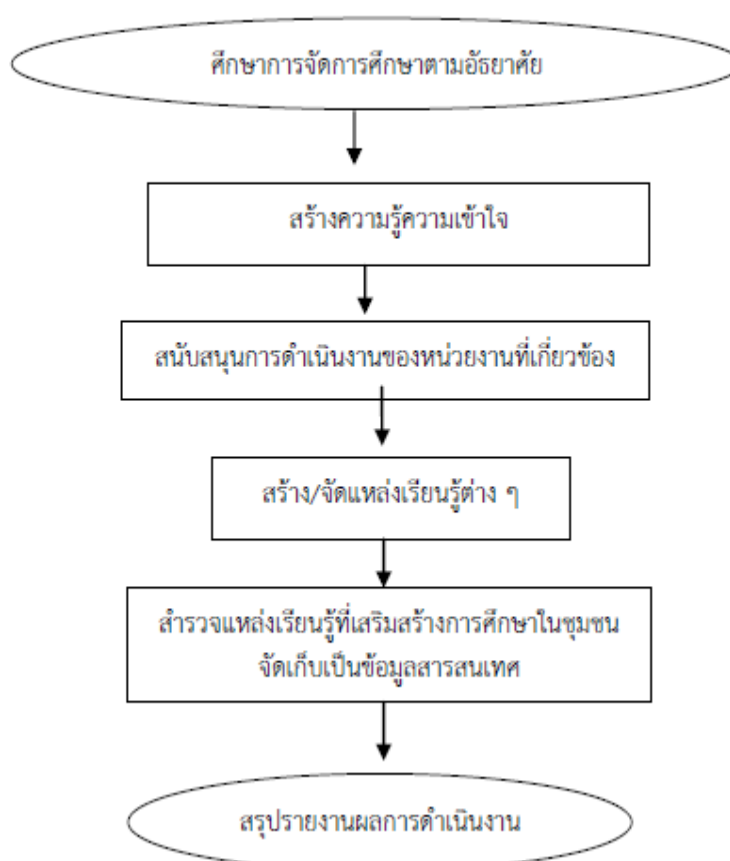 ศึกษาการจัดการศึกษาตามอัธยาศัย
สร้างความรู้ความเข้าใจ
สนับสนุนการดำเนินงานของหน่วยงานที่เกี่ยวข้อง
สร้าง/จัดแหล่งเรียนรู้ต่าง ๆ
สำรวจแหล่งเรียนรู้ที่เสริมสร้างการศึกษาในชุมชน
จัดเก็บเป็นข้อมูลสารสนเทศ
สรุปรายงานผลการดำเนินงาน